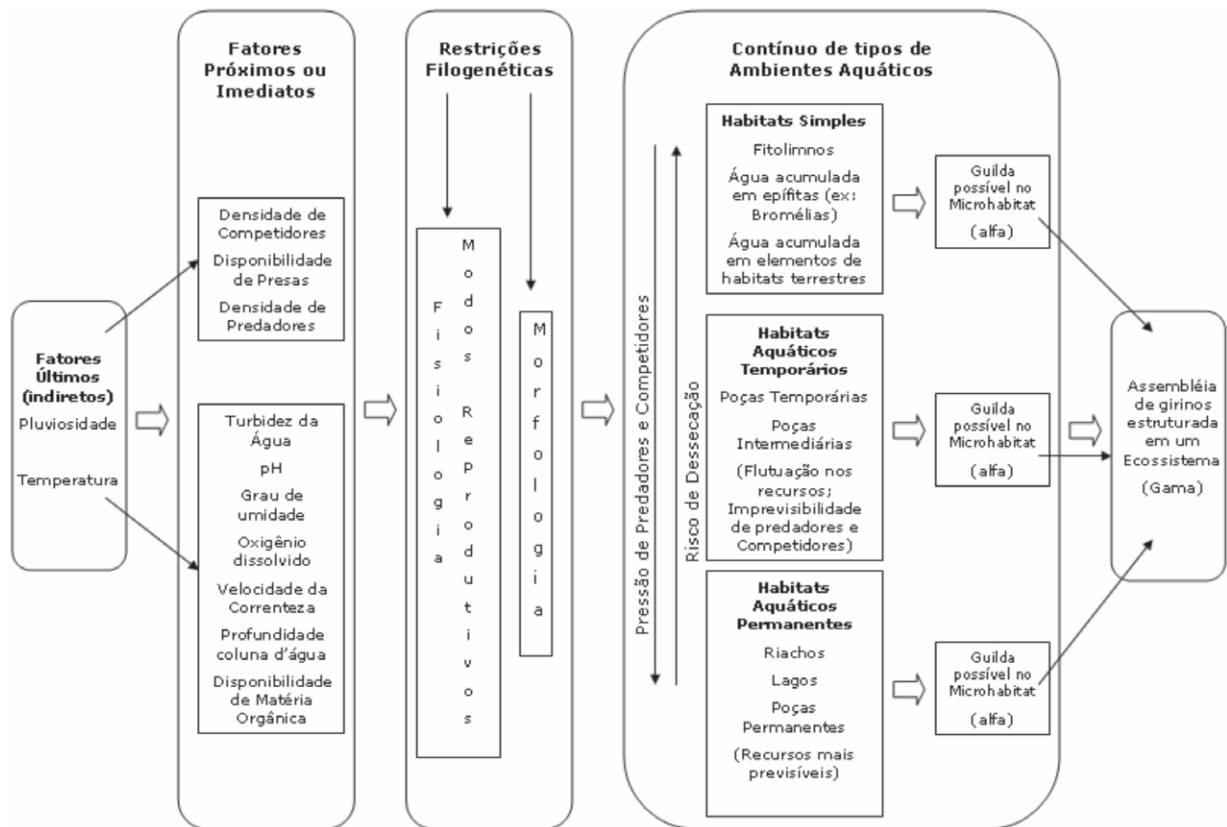 Fatores
Últimos
(indiretos)
Pluviosidade
Temperatura
Fatores
Próximos ou
Imediatos
Densidade de
Competidores
Disponibilidade
de Presas
Densidade de
Predadores
Turbidez da
Água
pH
Grau de
umidade
Oxigênio
dissolvido
Velocidade da
Correnteza
Profundidade
coluna d'água
Disponibilidade
de Matéria
Orgânica
Restrições
Filogenéticas
Fisiologia
Modos Reprodutivos
Morfologia
Contínuo de tipos de
Ambientes Aquáticos
Pressão de Predadores e Competidores
Risco de Dessecação
Habitats Simples
Fitolimnos
Água acumulada
em epífitas (ex:
Bromélias)
Água acumulada
em elementos de
habitats terrestres
Guilda
possível no
Microhabitat
(alfa)
Habitats
Aquáticos
Temporários
Poças Temporárias
Poças
Intermediárias
(Flutuação nos
recursos;
Imprevisibilidade
de predadores e
Competidores)
Guilda
possível no
Microhabitat
(alfa)
Habitats
Aquáticos
Permanentes
Riachos
Lagos
Poças
Permanentes
(Recursos mais
previsíveis)
Guilda
possível no
Microhabitat
(alfa)
Assembléia
de girinos
estruturada
em um
Ecossistema
(Gama)